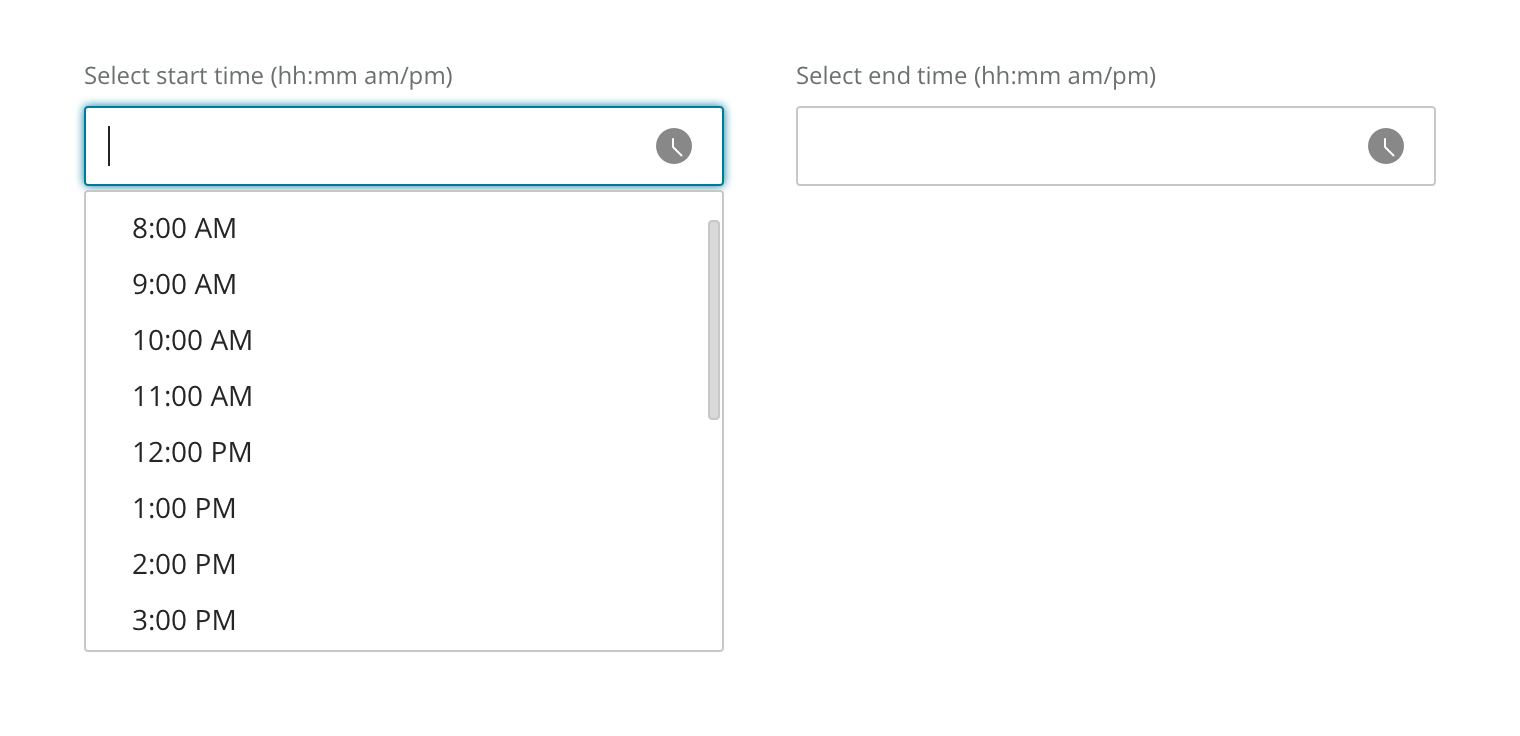 Select start time (hh:mm am/pm)
Select end time (hh:mm am/pm)
8:00 AM
9:00 AM
10:00 AM
11:00 AM
12:00 PM
1:00 PM
2:00 PM
3:00 PM